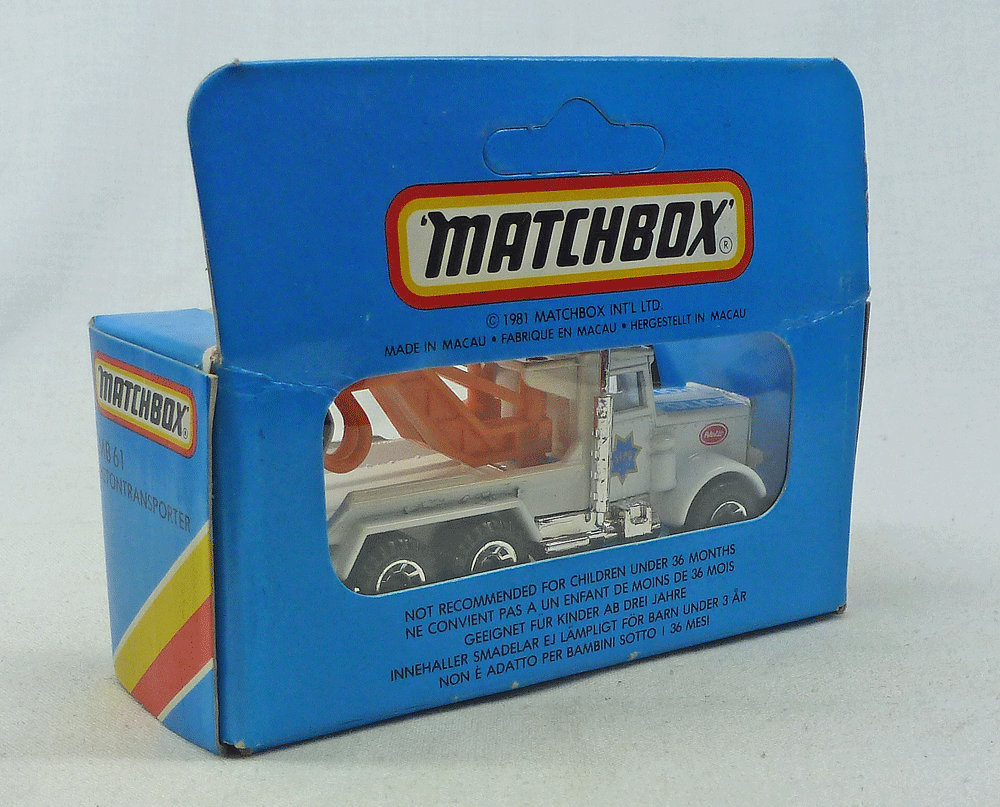 'MATCHBOX'®
© 1981 MATCHBOX INT'L LTD.
MADE IN MACAU • FABRIQUE EN MACAU • HERGESTELLT IN MACAU
NOT RECOMMENDED FOR CHILDREN UNDER 36 MONTHS
NE CONVIENT PAS A UN ENFANT DE MOINS DE 36 MOIS
GEEIGNET FÜR KINDER AB DREI JAHRE
INNEHALLER SMADELAR EJ LÄMPLIGT FÖR BARN UNDER 3 ÅR
NON È ADATTO PER BAMBINI SOTTO I 36 MESI
MATCHBOX®
Peterbilt